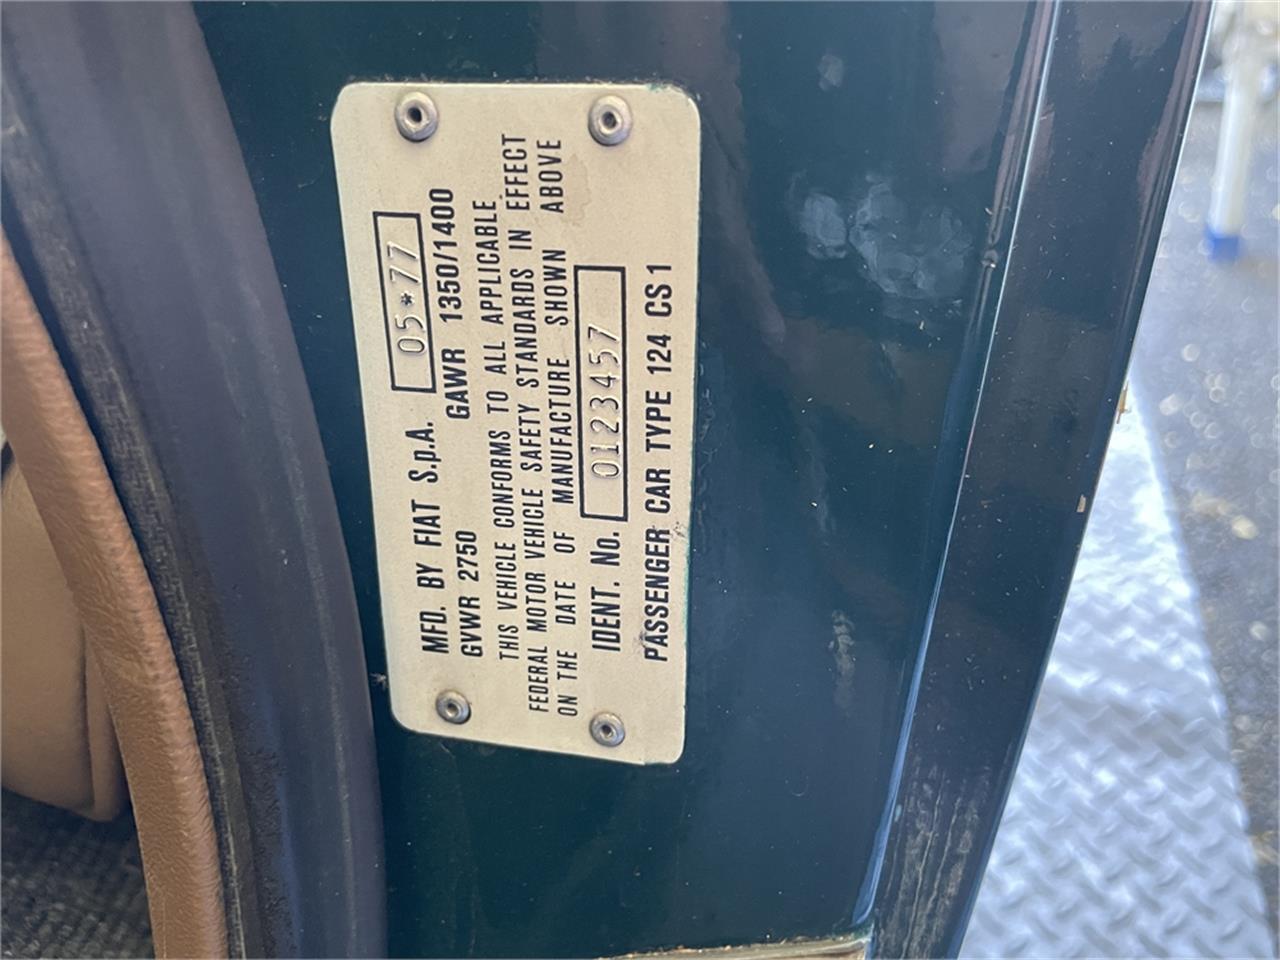 MFD. BY FIAT S.p.A. 05*77
GVWR 2750 GAWR 1350/1400
THIS VEHICLE CONFORMS TO ALL APPLICABLE
FEDERAL MOTOR VEHICLE SAFETY STANDARDS IN EFFECT
ON THE DATE OF MANUFACTURE SHOWN ABOVE
IDENT. No. 0123457
PASSENGER CAR TYPE 124 CS1